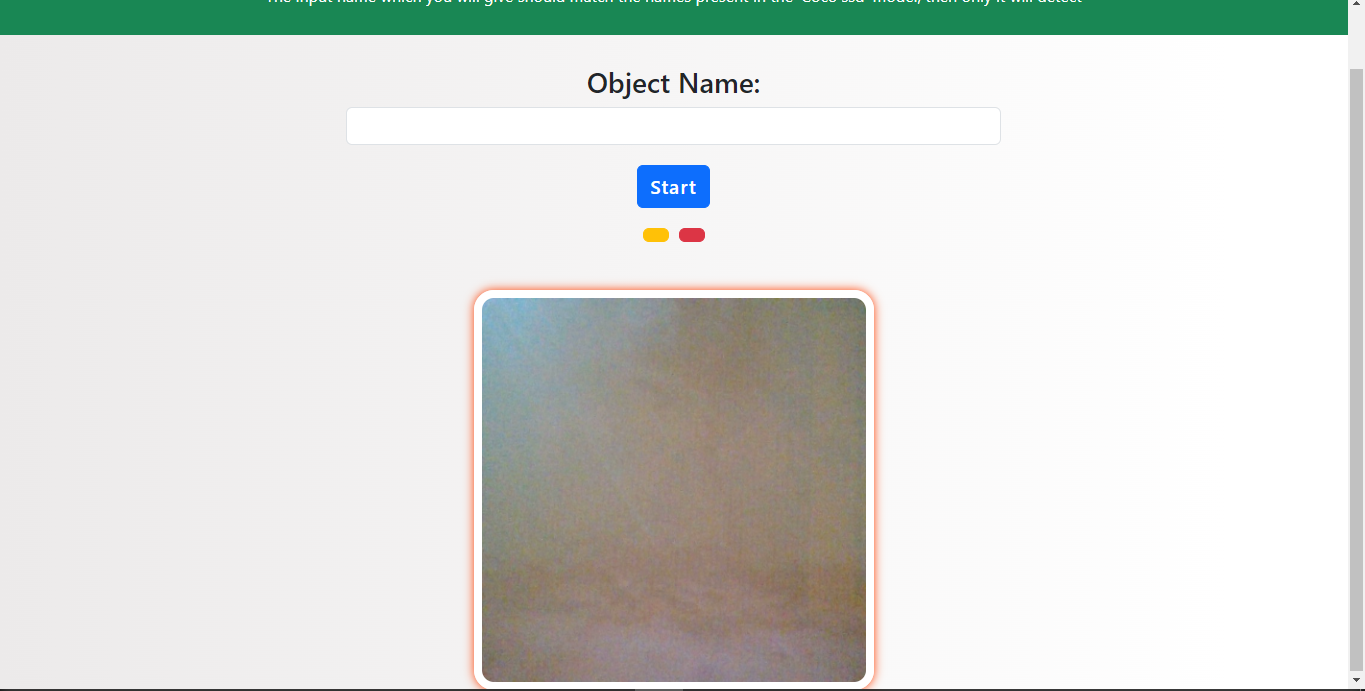 The input name which you will give should match the names present in the 'Coco ssd' model, then only it will detect
Object Name:
Start